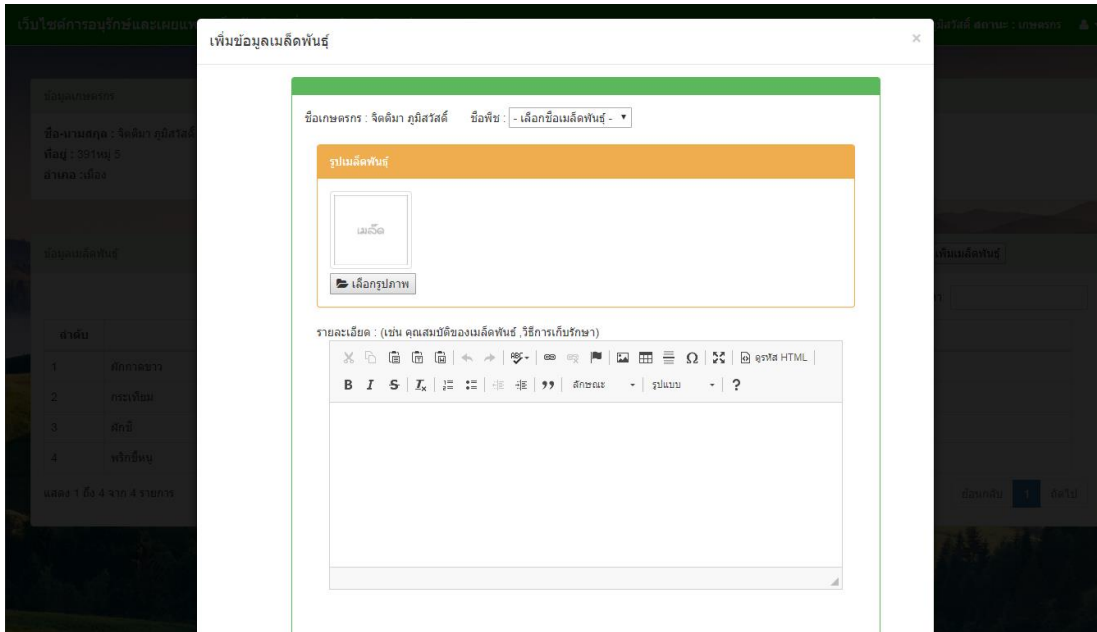 เว็บไซต์การอนุรักษ์และเผยแพ
มิสวัสดิ์ สถานะ : เกษตรกร
เพิ่มข้อมูลเมล็ดพันธุ์
×
ข้อมูลเกษตรกร
ชื่อ-นามสกุล : จิตติมา ภูมิสวัสดิ์
ที่อยู่ : 391หมู่ 5
อำเภอ :เมือง
ชื่อเกษตรกร : จิตติมา ภูมิสวัสดิ์ ชื่อพืช : - เลือกชื่อเมล็ดพันธุ์ -
รูปเมล็ดพันธุ์
เมล็ด
เลือกรูปภาพ
ข้อมูลเมล็ดพันธุ์
เพิ่มเมล็ดพันธุ์
รายละเอียด : (เช่น คุณสมบัติของเมล็ดพันธุ์ ,วิธีการเก็บรักษา)
ดูรหัส HTML
B I S Ix ลักษณะ รูปแบบ ?
ลำดับ
1 ผักกาดขาว
2 กระเทียม
3 ผักชี
4 พริกขี้หนู
แสดง 1 ถึง 4 จาก 4 รายการ
ย้อนกลับ 1 ถัดไป